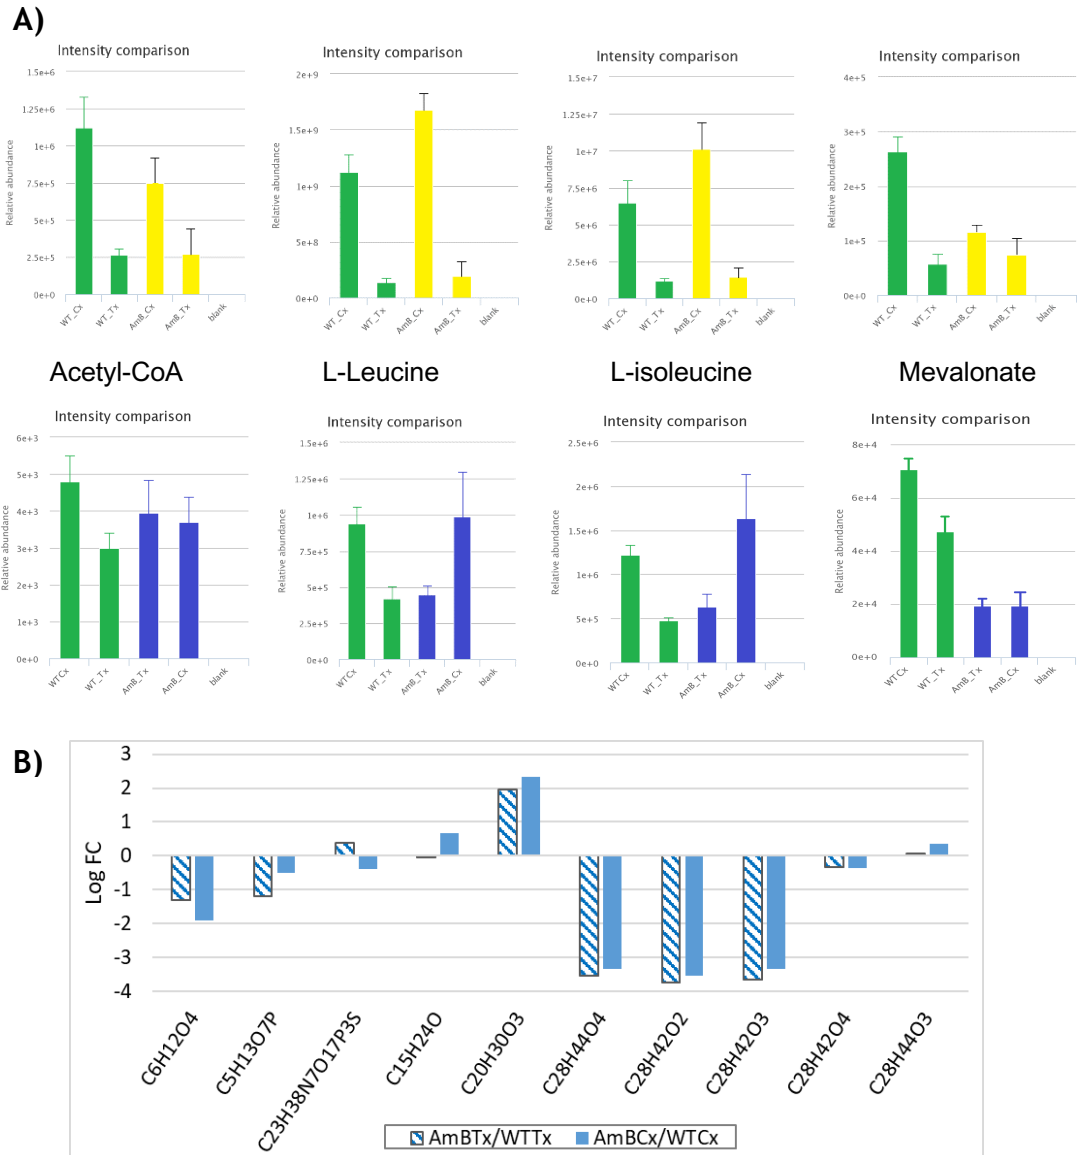 A)
Intensity comparison
Relative abundance
1.5e+6
1.25e+6
1e+6
7.5e+5
5e+5
2.5e+5
0e+0
WT_Cx
WT_Tx
AmB_Cx
AmB_Tx
blank
Intensity comparison
Relative abundance
2e+9
1.5e+9
1e+9
5e+8
0e+0
WT_Cx
WT_Tx
AmB_Cx
AmB_Tx
blank
Intensity comparison
Relative abundance
1.5e+7
1.25e+7
1e+7
7.5e+6
5e+6
2.5e+6
0e+0
WT_Cx
WT_Tx
AmB_Cx
AmB_Tx
blank
Intensity comparison
Relative abundance
4e+5
3e+5
2e+5
1e+5
0e+0
WT_Cx
WT_Tx
AmB_Cx
AmB_Tx
blank
Acetyl-CoA
L-Leucine
L-isoleucine
Mevalonate
Intensity comparison
Relative abundance
6e+3
5e+3
4e+3
3e+3
2e+3
1e+3
0e+0
WTCx
WT_Tx
AmB_Tx
AmB_Cx
blank
Intensity comparison
Relative abundance
1.5e+6
1.25e+6
1e+6
7.5e+5
5e+5
2.5e+5
0e+0
WTCx
WT_Tx
AmB_Tx
AmB_Cx
blank
Intensity comparison
Relative abundance
2.5e+6
2e+6
1.5e+6
1e+6
5e+5
0e+0
WTCx
WT_Tx
AmB_Tx
AmB_Cx
blank
Intensity comparison
Relative abundance
8e+4
6e+4
4e+4
2e+4
0e+0
WTCx
WT_Tx
AmB_Tx
AmB_Cx
blank
B)
Log FC
3
2
1
0
-1
-2
-3
-4
C6H12O4
C5H13O7P
C23H38N7O17P3S
C15H24O
C20H30O3
C28H44O4
C28H42O2
C28H42O3
C28H42O4
C28H44O3
AmBTx/WTTx
AmBCx/WTCx